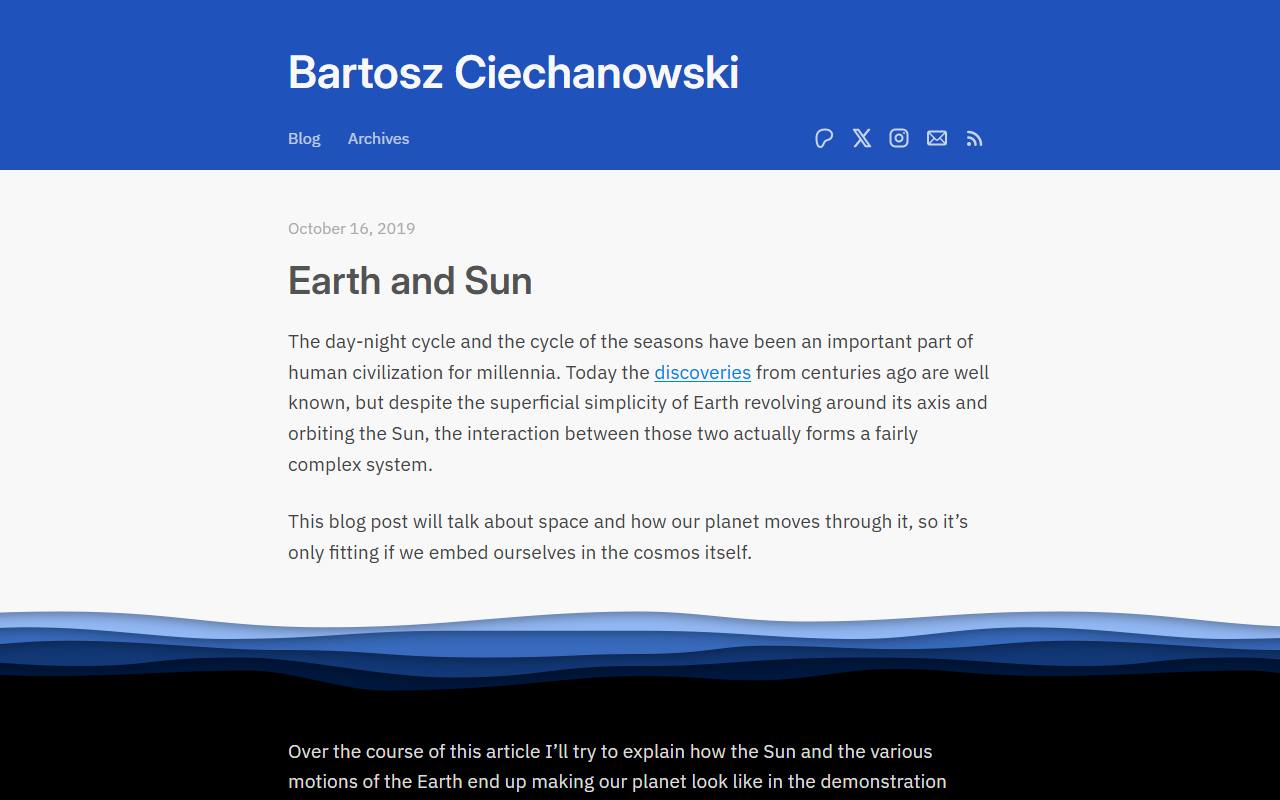 Bartosz Ciechanowski
Blog Archives
October 16, 2019
Earth and Sun
The day-night cycle and the cycle of the seasons have been an important part of
human civilization for millennia. Today the discoveries from centuries ago are well
known, but despite the superficial simplicity of Earth revolving around its axis and
orbiting the Sun, the interaction between those two actually forms a fairly
complex system.
This blog post will talk about space and how our planet moves through it, so it’s
only fitting if we embed ourselves in the cosmos itself.
Over the course of this article I’ll try to explain how the Sun and the various
motions of the Earth end up making our planet look like in the demonstration